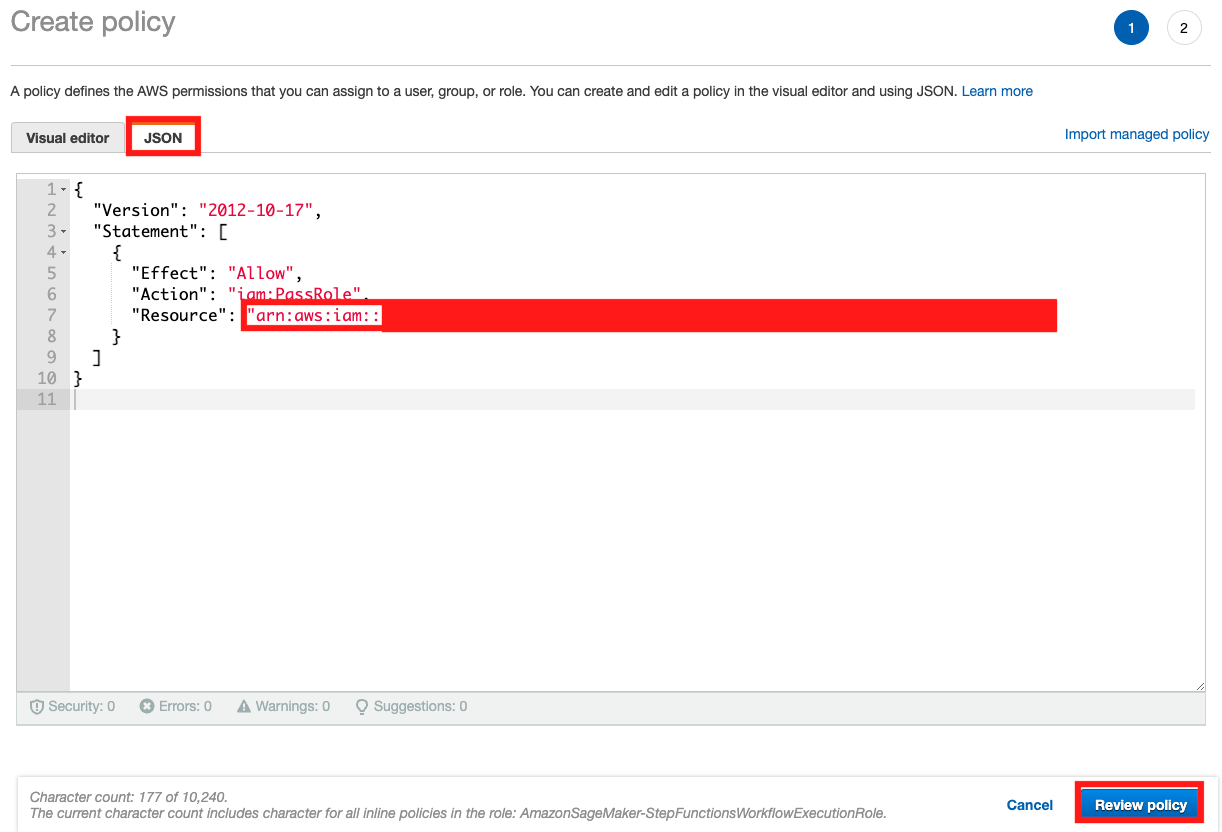 Create policy
1 2
A policy defines the AWS permissions that you can assign to a user, group, or role. You can create and edit a policy in the visual editor and using JSON. Learn more
Visual editor JSON Import managed policy
1 {
2 "Version": "2012-10-17",
3 "Statement": [
4 {
5 "Effect": "Allow",
6 "Action": "iam:PassRole",
7 "Resource": "arn:aws:iam::
8 }
9 ]
10 }
11
Security: 0 Errors: 0 Warnings: 0 Suggestions: 0
Character count: 177 of 10,240.
The current character count includes character for all inline policies in the role: AmazonSageMaker-StepFunctionsWorkflowExecutionRole.
Cancel Review policy